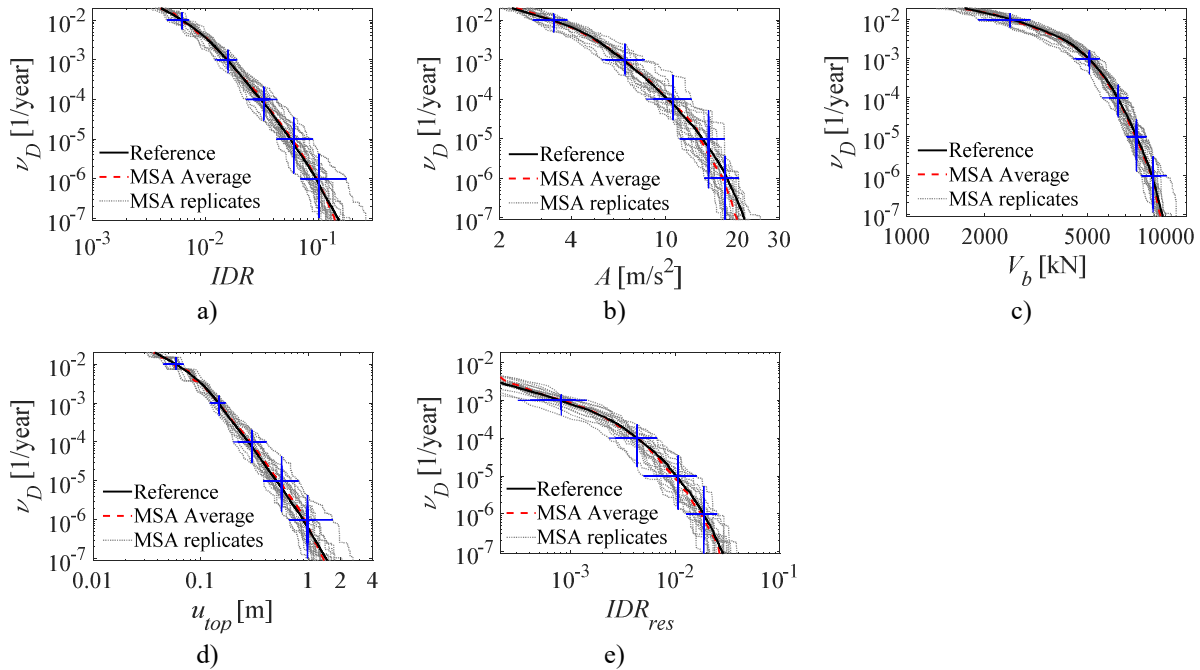 10^-2
10^-3
10^-4
10^-5
10^-6
10^-7
ν_D [1/year]
Reference
MSA Average
MSA replicates
10^-3 10^-2 10^-1
IDR
a)
10^-2
10^-3
10^-4
10^-5
10^-6
10^-7
ν_D [1/year]
Reference
MSA Average
MSA replicates
2 4 10 20 30
A [m/s^2]
b)
10^-2
10^-3
10^-4
10^-5
10^-6
10^-7
ν_D [1/year]
Reference
MSA Average
MSA replicates
1000 2000 5000 10000
V_b [kN]
c)
10^-2
10^-3
10^-4
10^-5
10^-6
10^-7
ν_D [1/year]
Reference
MSA Average
MSA replicates
0.01 0.1 1 2 4
u_top [m]
d)
10^-2
10^-3
10^-4
10^-5
10^-6
10^-7
ν_D [1/year]
Reference
MSA Average
MSA replicates
10^-3 10^-2 10^-1
IDR_res
e)